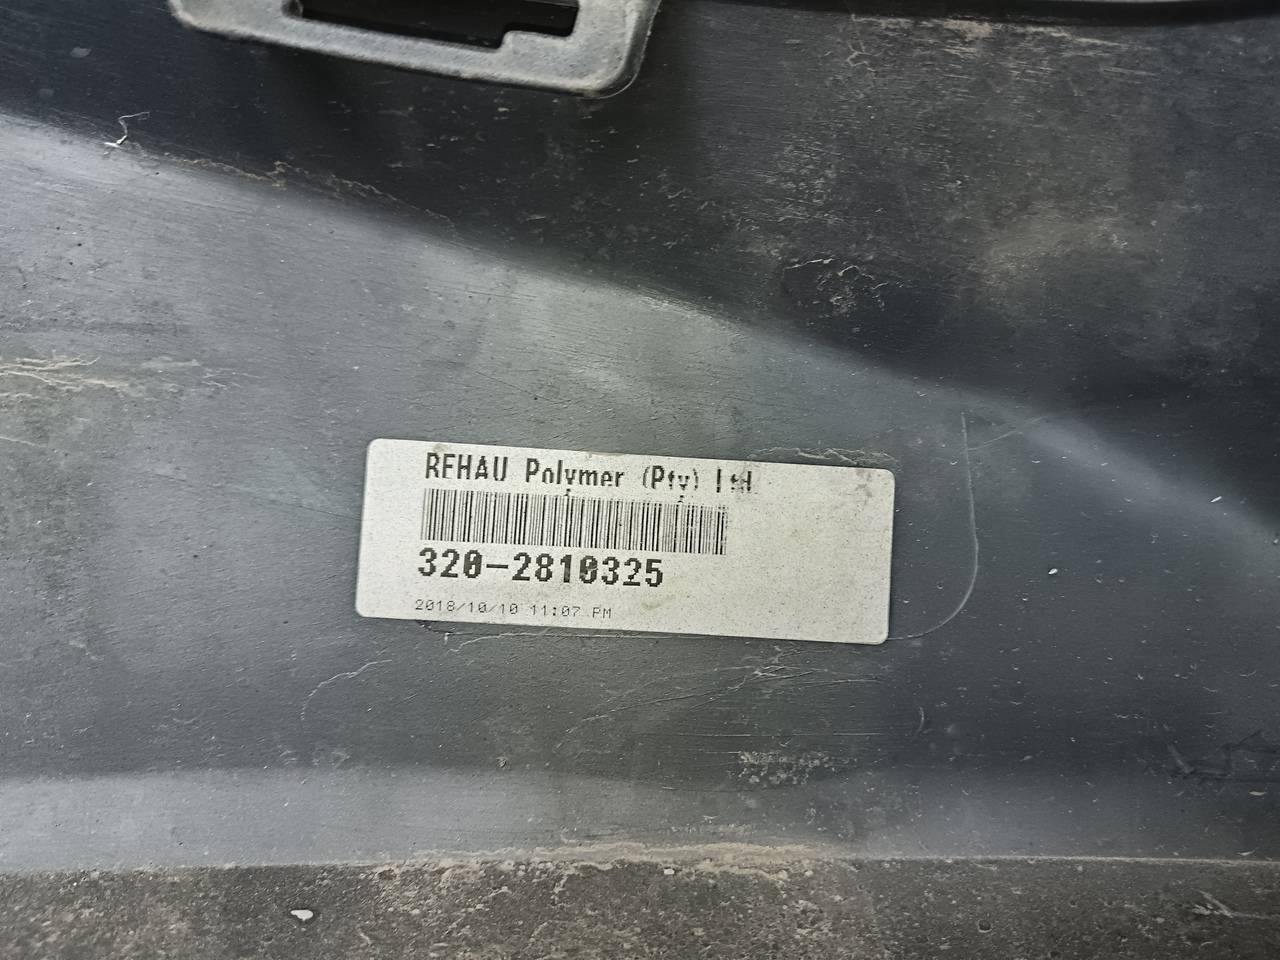 REHAU Polymer (Pty) Ltd.
320-2810325
2018/10/10 11:07 PM